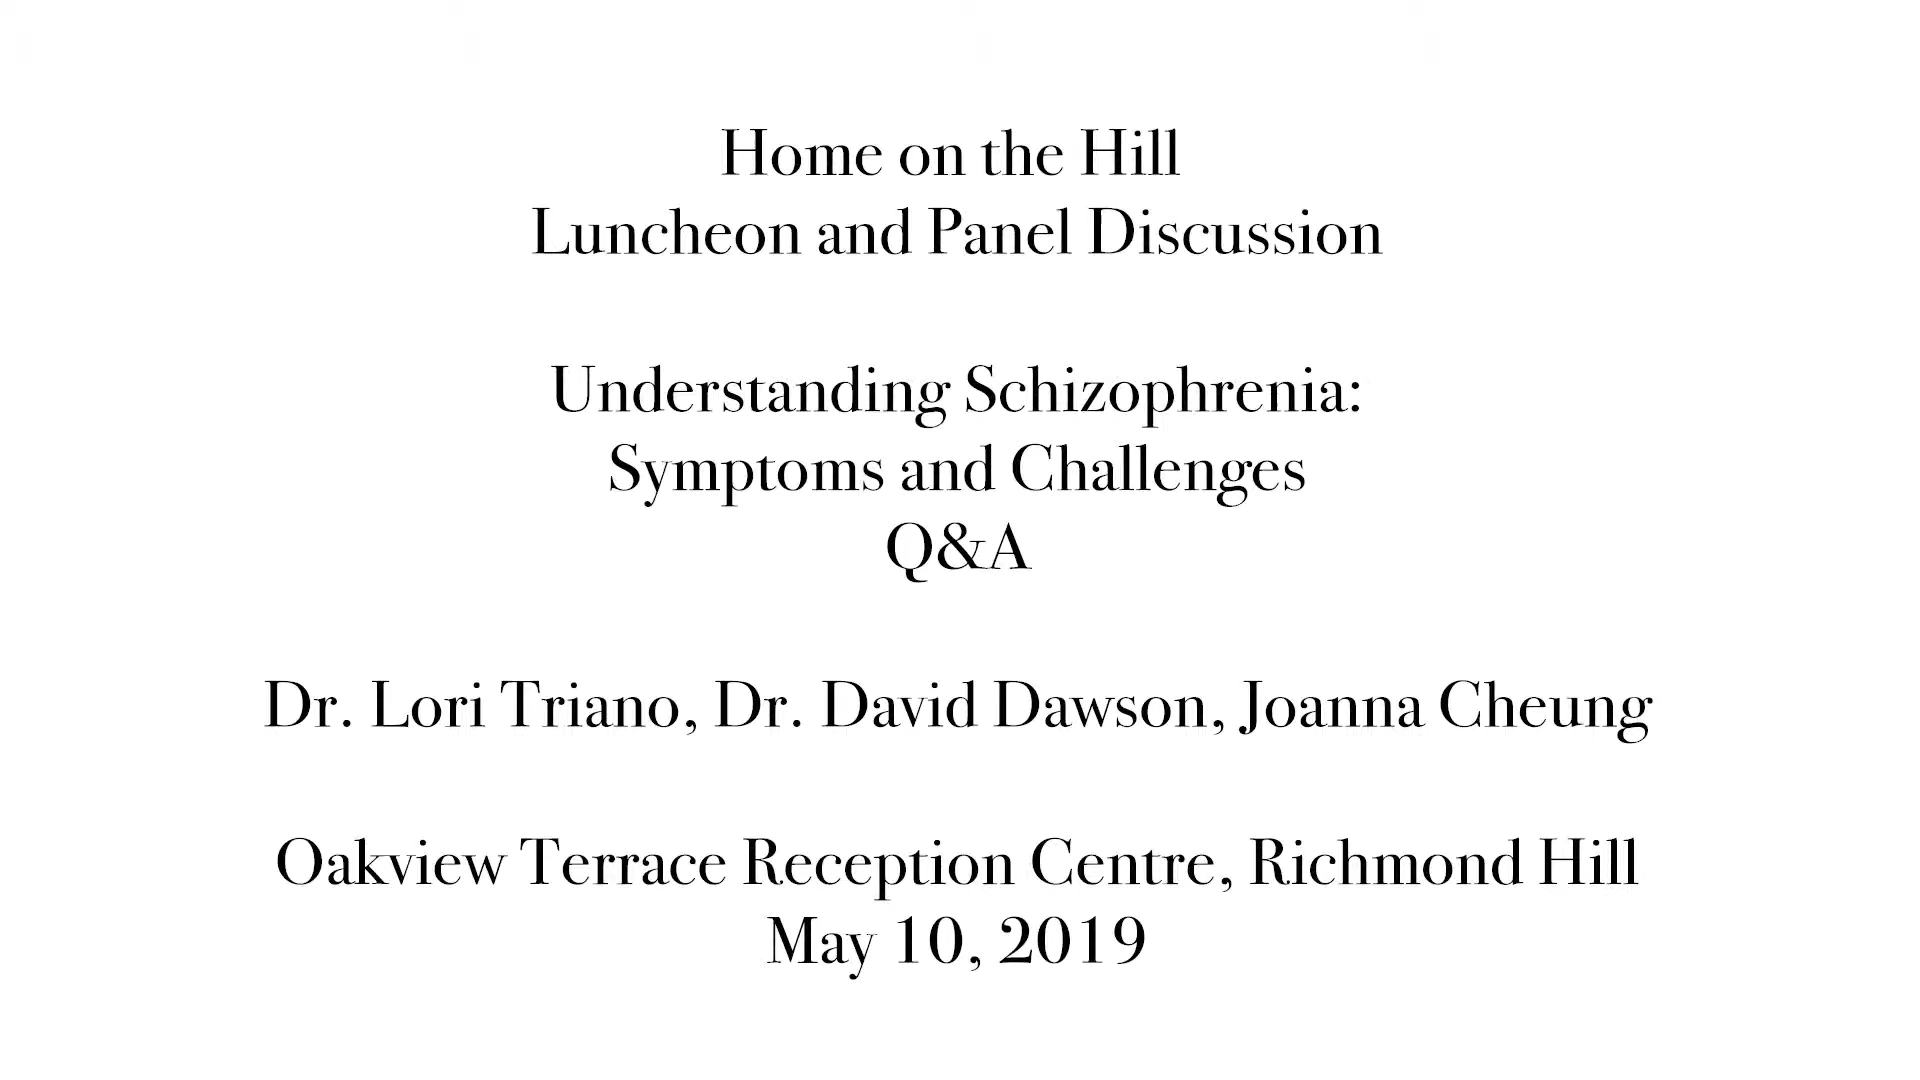 Home on the Hill
Luncheon and Panel Discussion
Understanding Schizophrenia:
Symptoms and Challenges
Q&A
Dr. Lori Triano, Dr. David Dawson, Joanna Cheung
Oakview Terrace Reception Centre, Richmond Hill
May 10, 2019